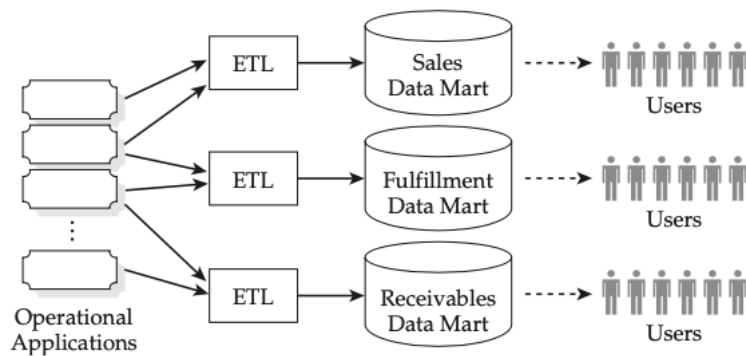 ETL
Sales
Data Mart
Users
ETL
Fulfillment
Data Mart
Users
⋮
ETL
Receivables
Data Mart
Users
Operational
Applications